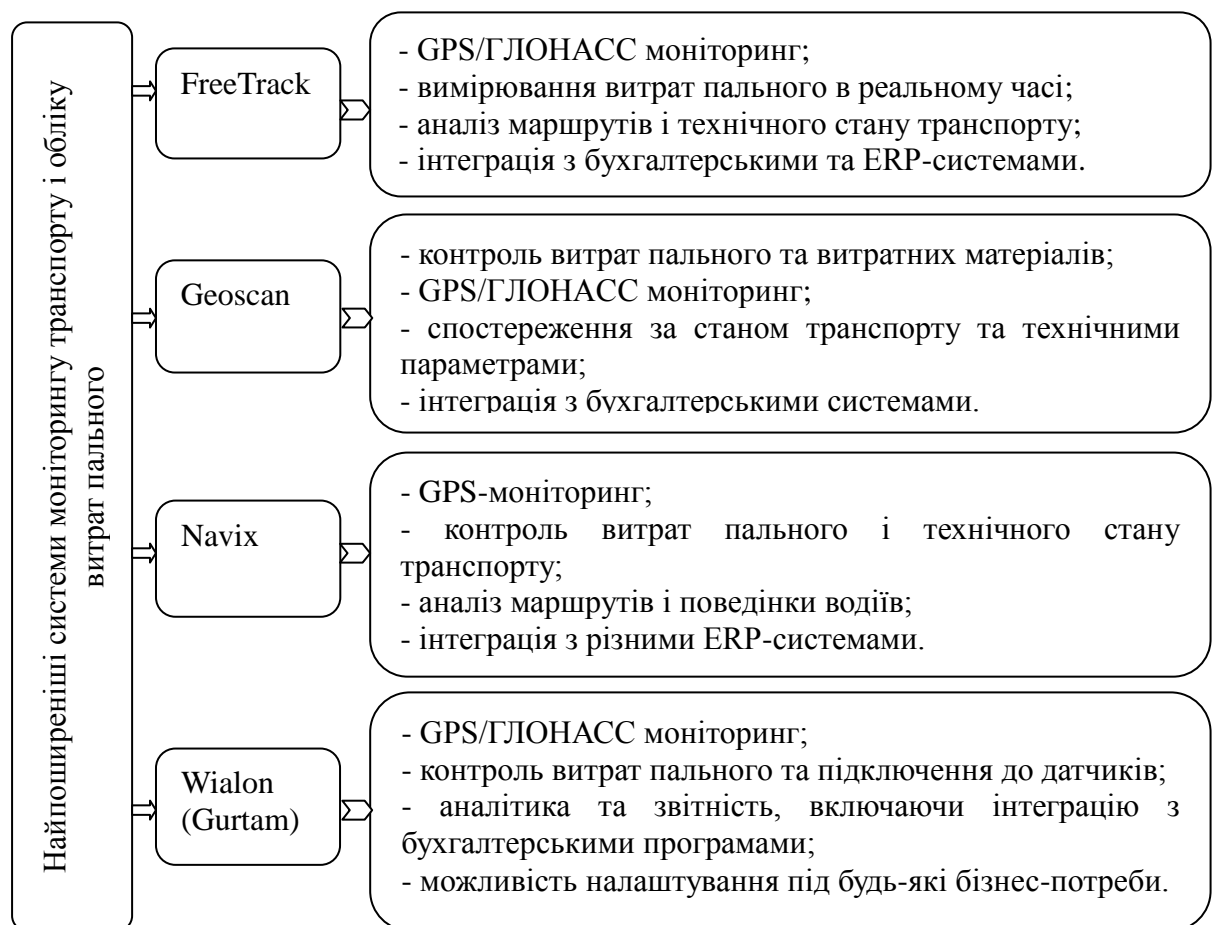 Найпоширеніші системи моніторингу транспорту і обліку
витрат пального
FreeTrack
- GPS/ГЛОНАСС моніторинг;
- вимірювання витрат пального в реальному часі;
- аналіз маршрутів і технічного стану транспорту;
- інтеграція з бухгалтерськими та ERP-системами.
Geoscan
- контроль витрат пального та витратних матеріалів;
- GPS/ГЛОНАСС моніторинг;
- спостереження за станом транспорту та технічними
параметрами;
- інтеграція з бухгалтерськими системами.
Navix
- GPS-моніторинг;
- контроль витрат пального і технічного стану
транспорту;
- аналіз маршрутів і поведінки водіїв;
- інтеграція з різними ERP-системами.
Wialon
(Gurtam)
- GPS/ГЛОНАСС моніторинг;
- контроль витрат пального та підключення до датчиків;
- аналітика та звітність, включаючи інтеграцію з
бухгалтерськими програмами;
- можливість налаштування під будь-які бізнес-потреби.